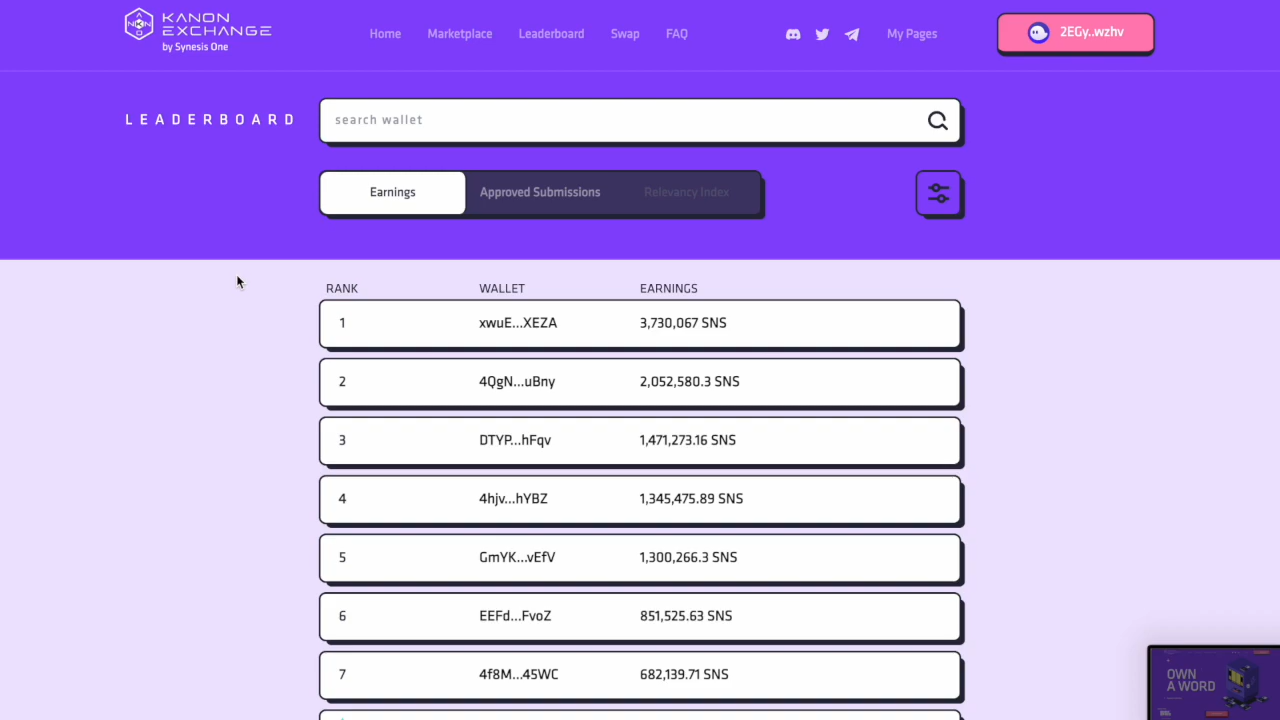 KANON
EXCHANGE
by Synesis One
Home
Marketplace
Leaderboard
Swap
FAQ
My Pages
2EGy..wzhv
LEADERBOARD
search wallet
Earnings
Approved Submissions
Relevancy Index
RANK WALLET EARNINGS
1 xwuE...XEZA 3,730,067 SNS
2 4QgN...uBny 2,052,580.3 SNS
3 DTYP...hFqv 1,471,273.16 SNS
4 4hjv...hYBZ 1,345,475.89 SNS
5 GmYK...vEfV 1,300,266.3 SNS
6 EEFd...FvoZ 851,525.63 SNS
7 4f8M...45WC 682,139.71 SNS
OWN
A WORD